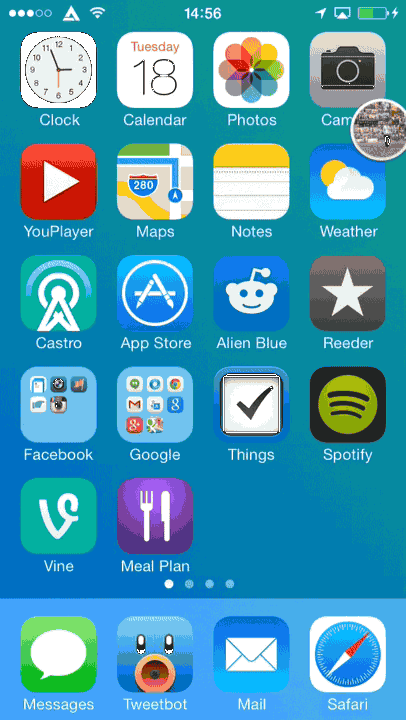 14:56
Tuesday
18
Clock
Calendar
Photos
280
YouPlayer
Maps
Notes
Weather
Castro
App Store
Alien Blue
Reeder
Facebook
Google
Things
Spotify
Vine
Meal Plan
Messages
Tweetbot
Mail
Safari